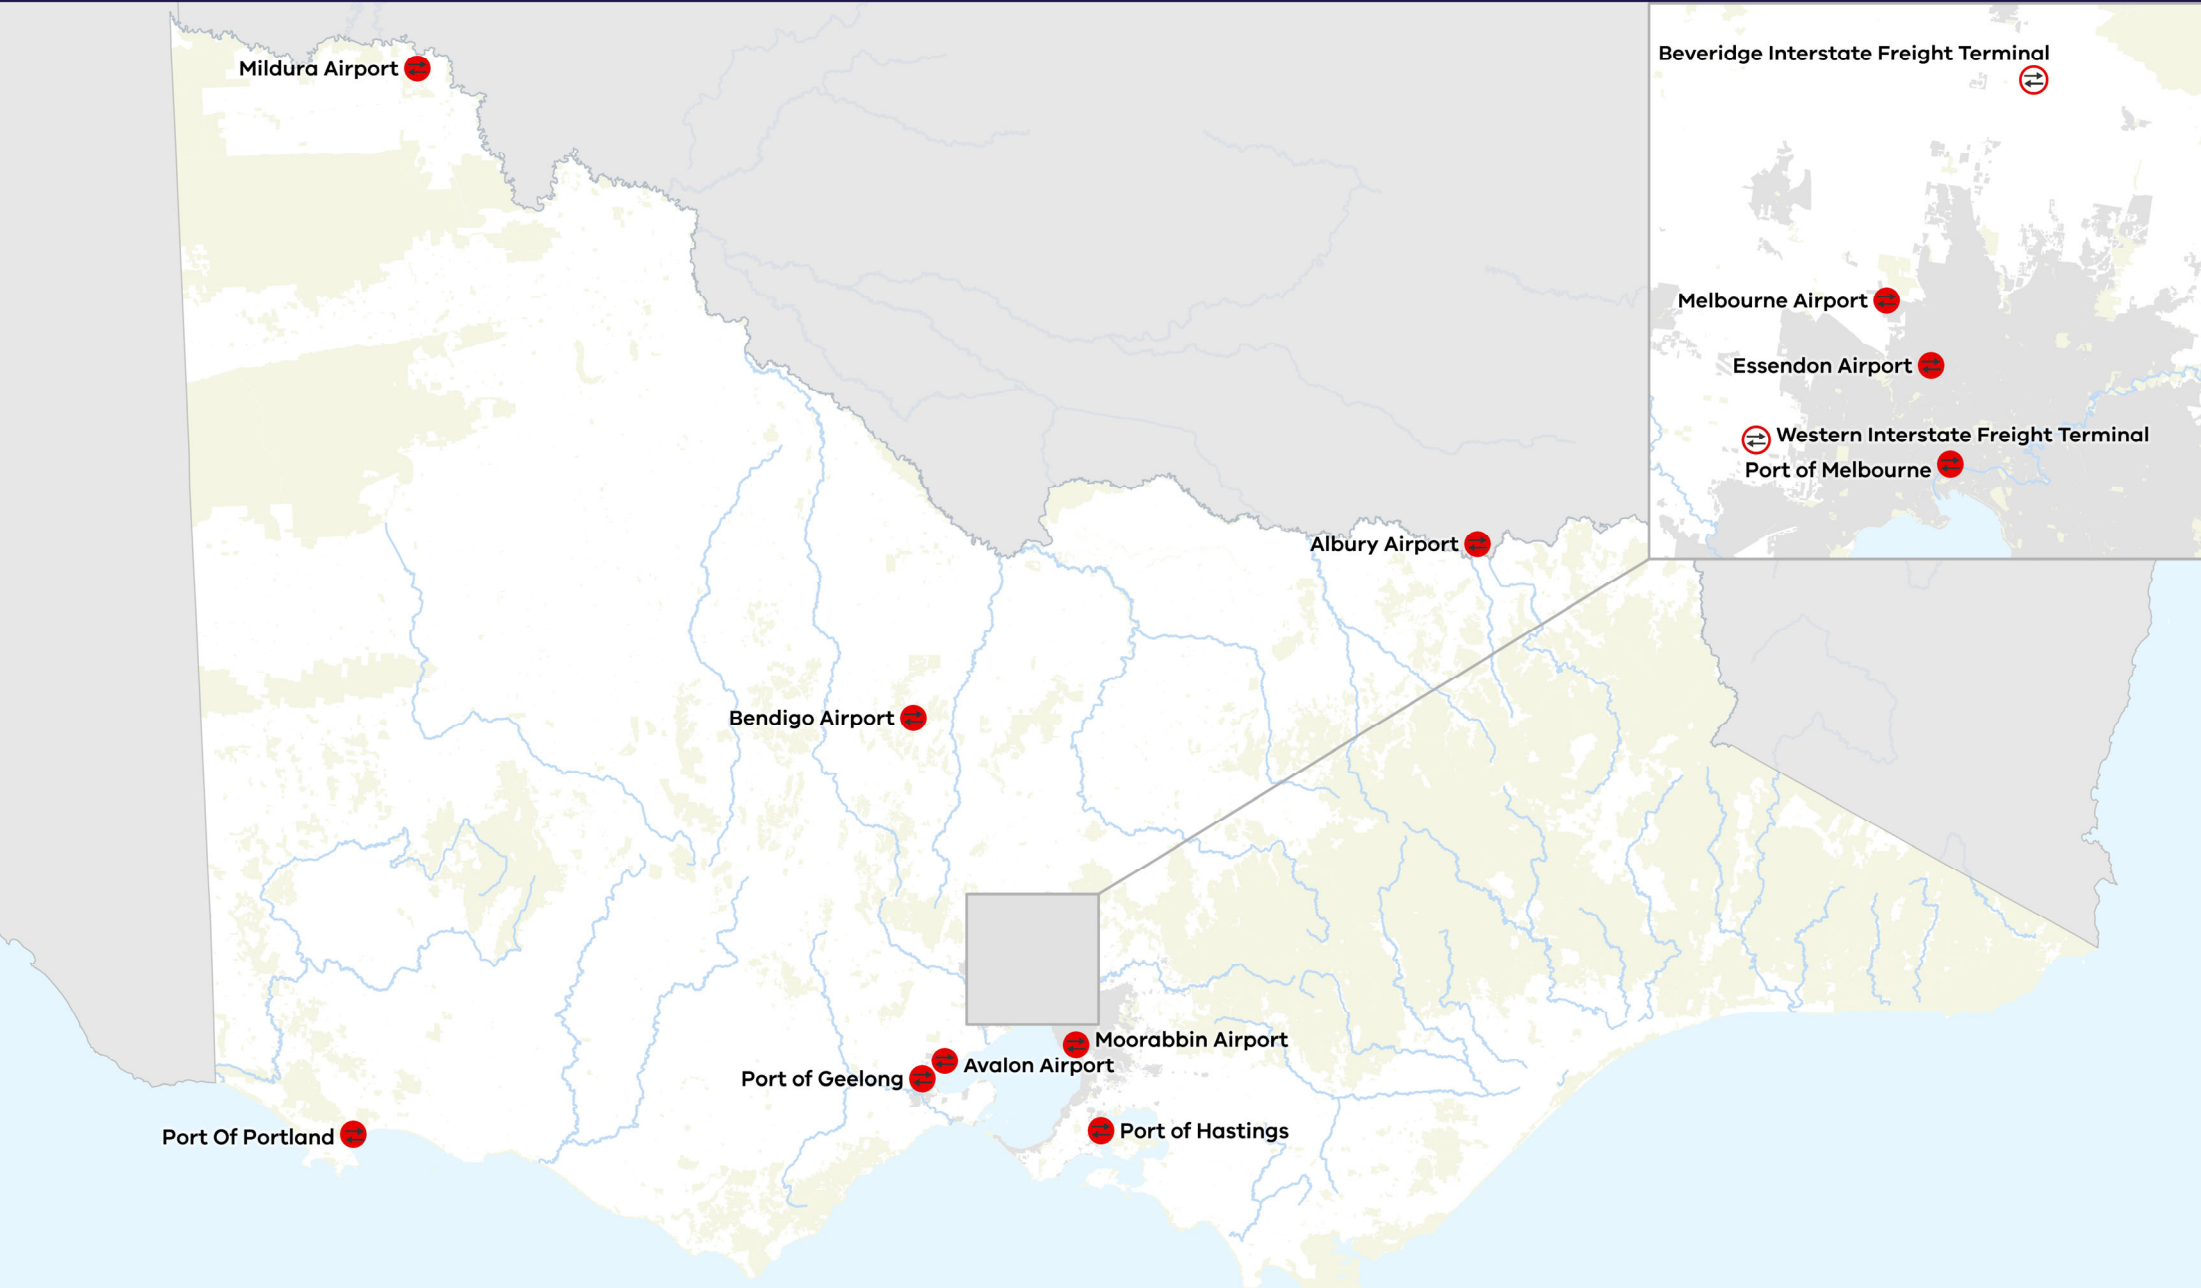 Mildura Airport
Beveridge Interstate Freight Terminal
Melbourne Airport
Essendon Airport
Western Interstate Freight Terminal
Port of Melbourne
Albury Airport
Bendigo Airport
Moorabbin Airport
Avalon Airport
Port of Geelong
Port of Hastings
Port Of Portland